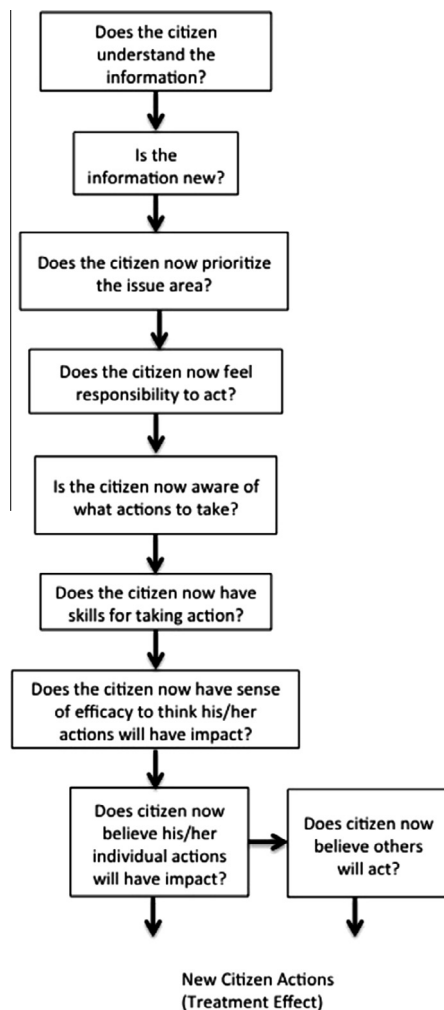 Does the citizen
understand the
information?
Is the
information new?
Does the citizen now prioritize
the issue area?
Does the citizen now feel
responsibility to act?
Is the citizen now aware of
what actions to take?
Does the citizen now have
skills for taking action?
Does the citizen now have sense
of efficacy to think his/her
actions will have impact?
Does citizen now
believe his/her
individual actions
will have impact?
Does citizen now
believe others
will act?
New Citizen Actions
(Treatment Effect)